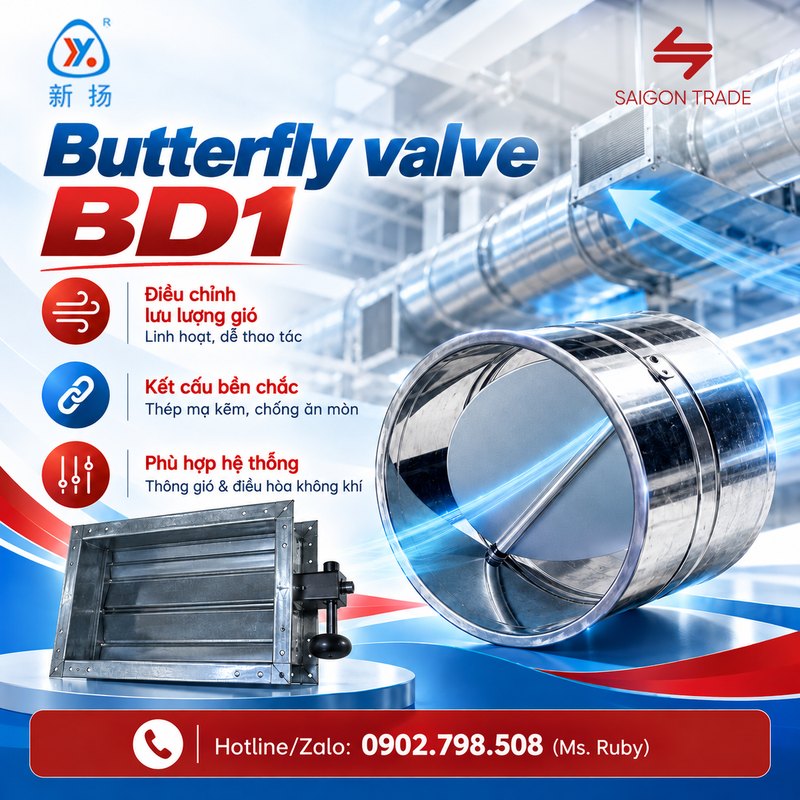 R
新扬
SAIGON TRADE
Butterfly valve
BD1
Điều chỉnh
lưu lượng gió
Linh hoạt, dễ thao tác
Kết cấu bền chắc
Thép mạ kẽm, chống ăn mòn
Phù hợp hệ thống
Thông gió & điều hòa không khí
Hotline/Zalo: 0902.798.508 (Ms. Ruby)